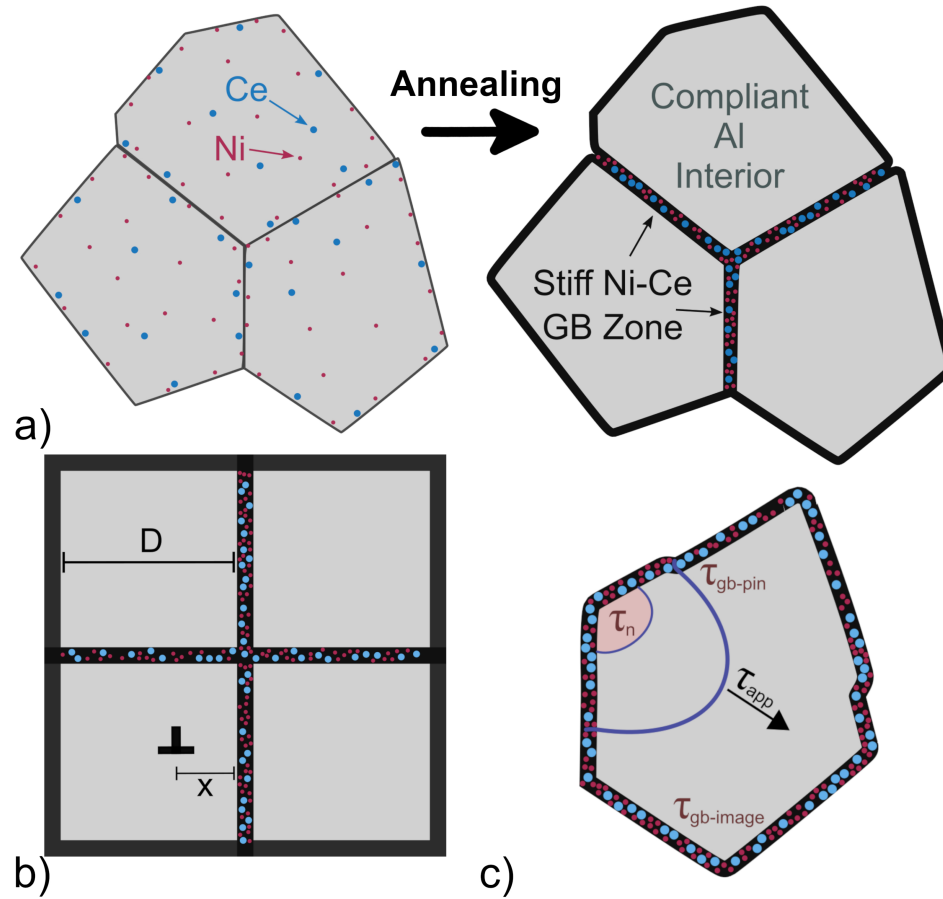 Ce
Ni
Annealing
Compliant
Al
Interior
Stiff Ni-Ce
GB Zone
a)
D
x
b)
τgb-pin
τn
τapp
τgb-image
c)